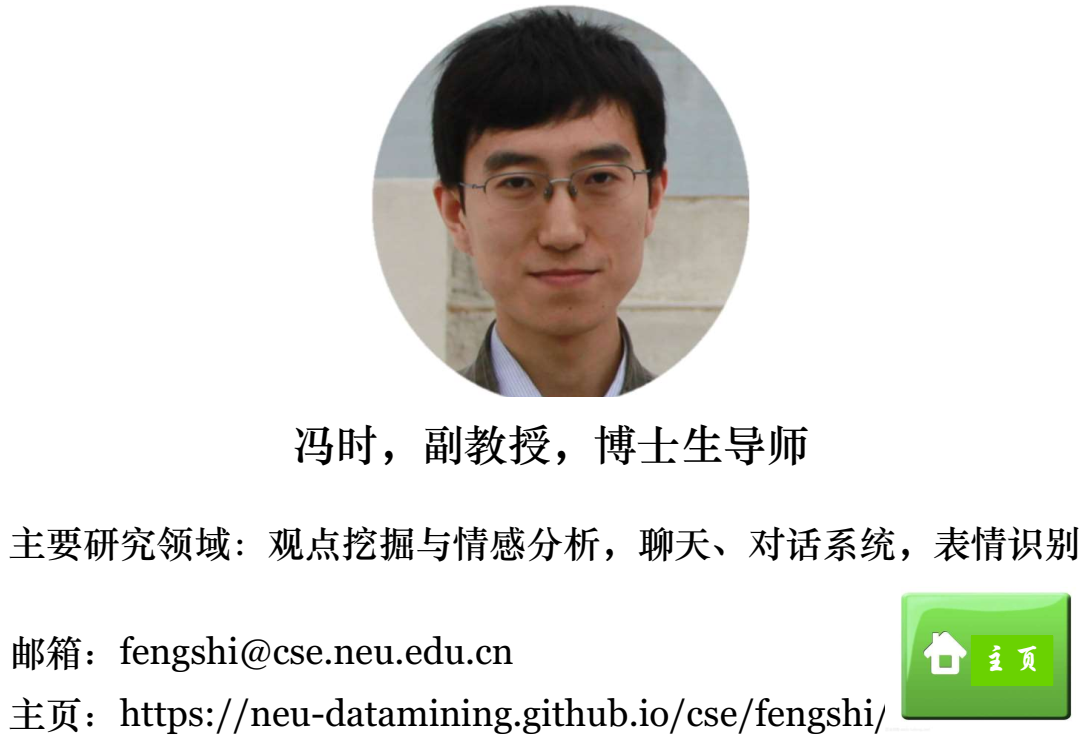 冯时，副教授，博士生导师
主要研究领域：观点挖掘与情感分析，聊天、对话系统，表情识别
邮箱：fengshi@cse.neu.edu.cn
主页
主页：https://neu-datamining.github.io/cse/fengshi/